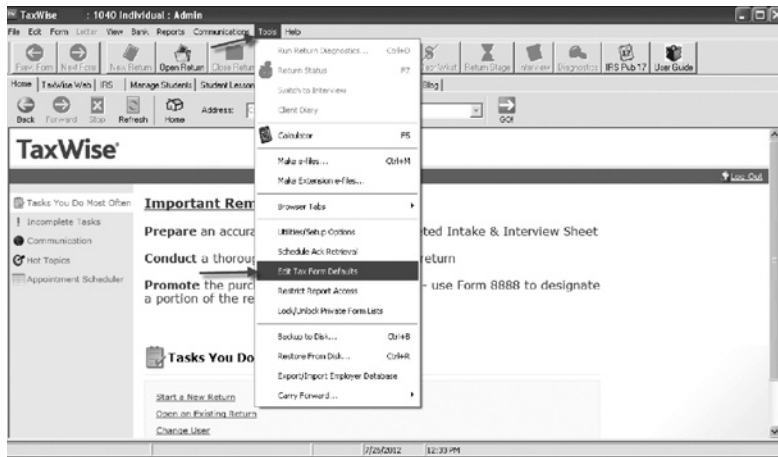 TaxWise : 1040 Individual : Admin
File Edit Form Letter View Bank Reports Communications Tools Help
Prev Form Next Form New Return Open Return Close Return Return Stage Interview Diagnostics IRS Pub 17 User Guide
Home TaxWise Web IRS Manage Students Student Lesson Blog
Back Forward Stop Refresh Home Address: GO!
Run Return Diagnostics... Ctrl+D
Return Status F7
Switch to Interview
Client Diary
Calculator F5
Make e-files... Ctrl+M
Make Extension e-files...
Browser Tabs
Utilities/Setup Options
Schedule Ack Retrieval
Edit Tax Form Defaults
Restrict Report Access
Lock/Unlock Private Form Lists
Backup to Disk... Ctrl+B
Restore From Disk... Ctrl+R
Export/Import Employer Database
Carry Forward...
TaxWise
Log Out
Tasks You Do Most Often
Incomplete Tasks
Communication
Hot Topics
Appointment Scheduler
Important Rem
Prepare an accura ted Intake & Interview Sheet
Conduct a thorou return
Promote the purc - use Form 8888 to designate
a portion of the re
Tasks You Do
Start a New Return
Open an Existing Return
Change User
7/26/2012 12:33 PM